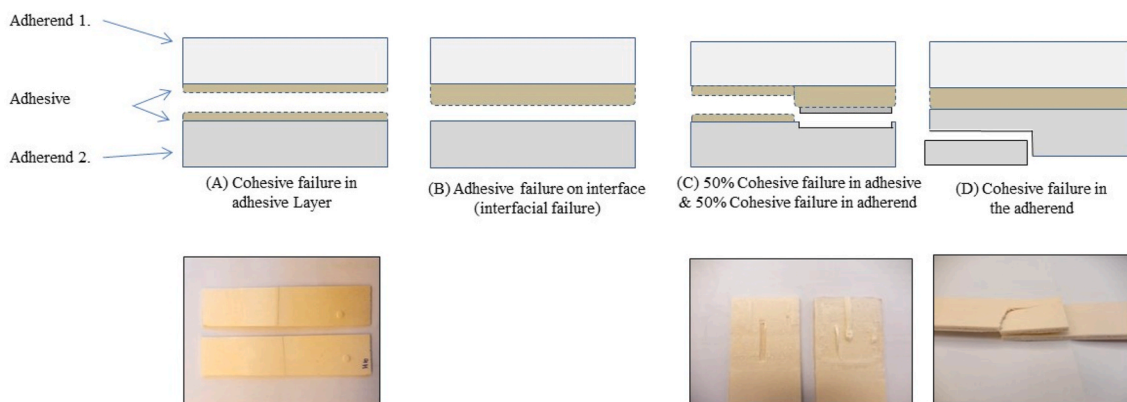 Adherend 1.
Adhesive
Adherend 2.
(A) Cohesive failure in
adhesive Layer
(B) Adhesive failure on interface
(interfacial failure)
(C) 50% Cohesive failure in adhesive
& 50% Cohesive failure in adherend
(D) Cohesive failure in
the adherend